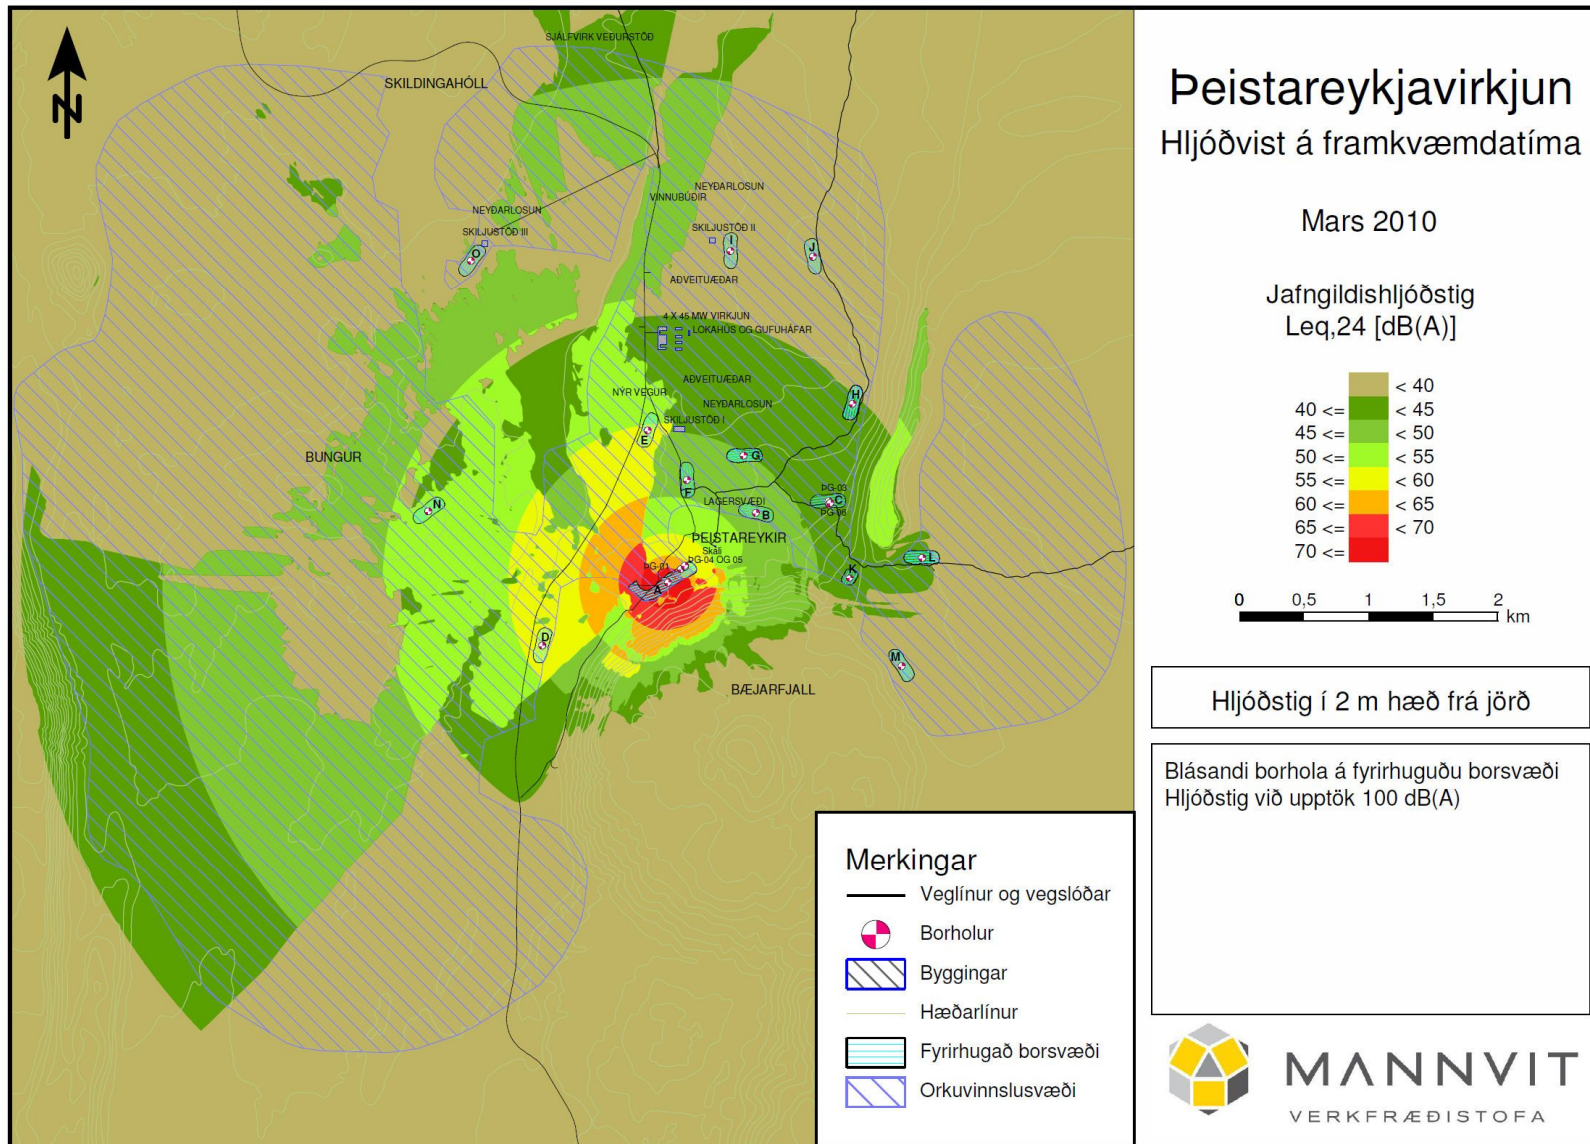 SJÁLFVIRK VEÐURSTÖÐ
SKILDINGAHÓLL
NEYÐARLOSUN
VINNUBÚÐIR
NEYÐARLOSUN
SKILJUSTÖÐ III
SKILJUSTÖÐ II
O
I
J
AÐVEITUÆÐAR
4 X 45 MW VIRKJUN
LOKAHÚS OG GUFUHÁFAR
AÐVEITUÆÐAR
NÝR VEGUR
NEYÐARLOSUN
H
SKILJUSTÖÐ I
E
BUNGUR
G
F
ÞG-03
C
LAGERSVÆÐI
ÞG-06
N
B
ÞEISTAREYKIR
Skáli
ÞG-04 OG 05
ÞG-01
L
K
A
D
M
BÆJARFJALL
N
Þeistareykjavirkjun
Hljóðvist á framkvæmdatíma
Mars 2010
Jafngildishljóðstig
Leq,24 [dB(A)]
< 40
40 <= < 45
45 <= < 50
50 <= < 55
55 <= < 60
60 <= < 65
65 <= < 70
70 <=
0 0,5 1 1,5 2
km
Hljóðstig í 2 m hæð frá jörð
Blásandi borhola á fyrirhuguðu borsvæði
Hljóðstig við upptök 100 dB(A)
Merkingar
Veglínur og vegslóðar
Borholur
Byggingar
Hæðarlínur
Fyrirhugað borsvæði
Orkuvinnslusvæði
MANNVIT
VERKFRÆÐISTOFA